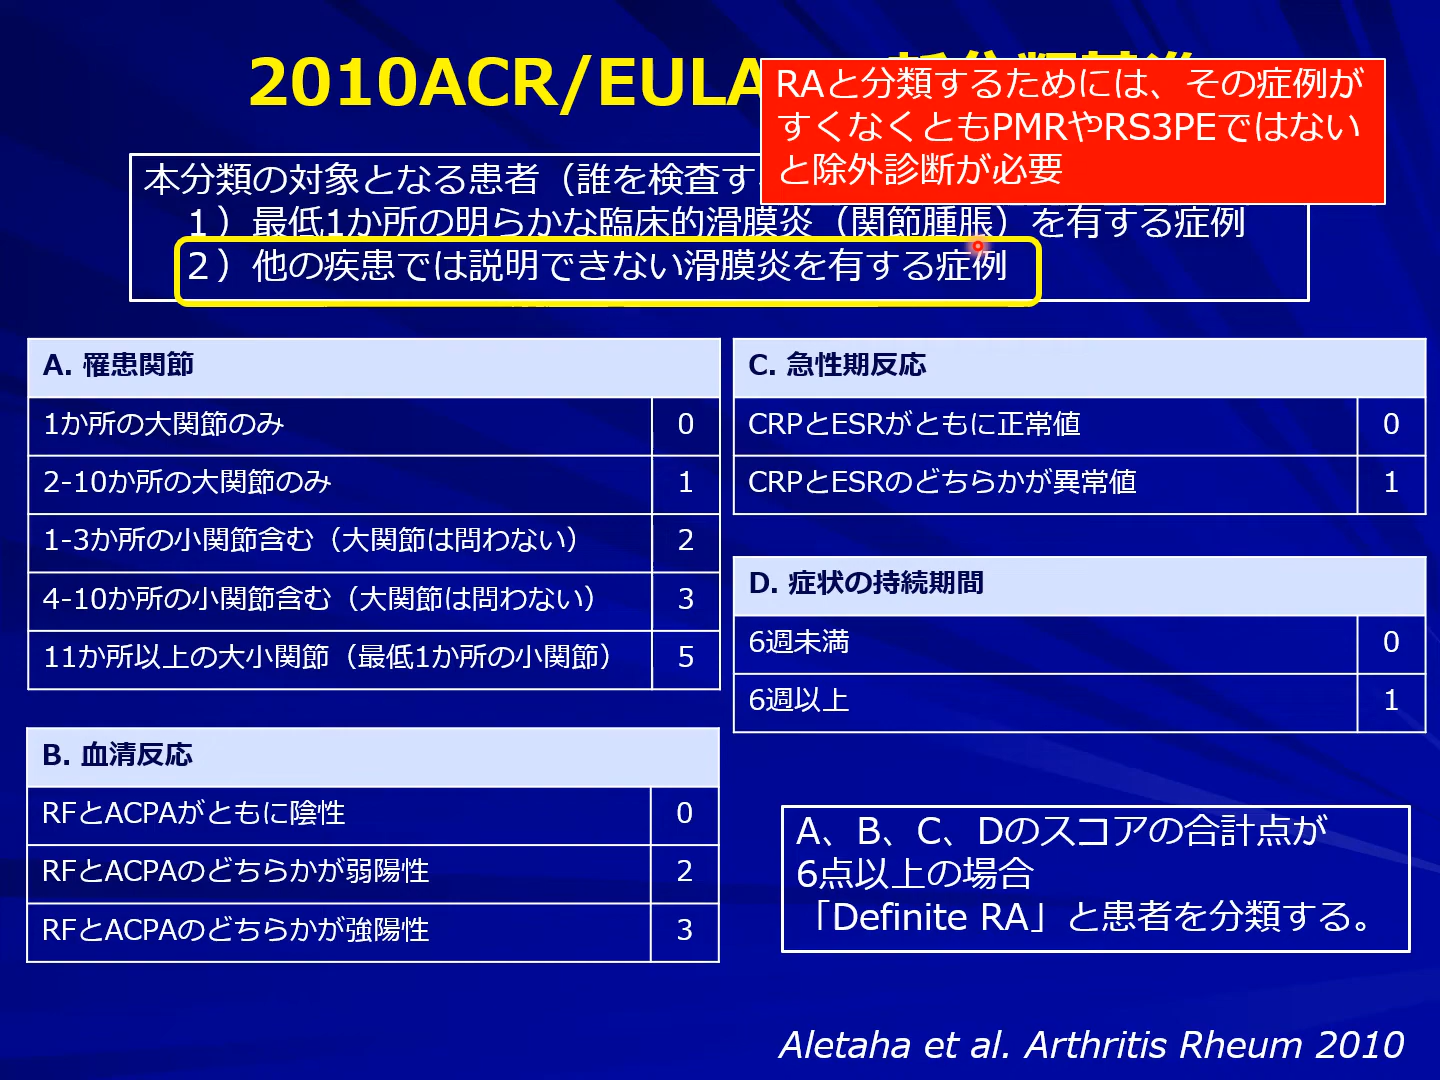 2010ACR/EULA
RAと分類するためには、その症例が
すくなくともPMRやRS3PEではない
と除外診断が必要
本分類の対象となる患者（誰を検査す
１）最低1か所の明らかな臨床的滑膜炎（関節腫脹）を有する症例
２）他の疾患では説明できない滑膜炎を有する症例
A. 罹患関節
1か所の大関節のみ 0
2-10か所の大関節のみ 1
1-3か所の小関節含む（大関節は問わない） 2
4-10か所の小関節含む（大関節は問わない） 3
11か所以上の大小関節（最低1か所の小関節） 5
B. 血清反応
RFとACPAがともに陰性 0
RFとACPAのどちらかが弱陽性 2
RFとACPAのどちらかが強陽性 3
C. 急性期反応
CRPとESRがともに正常値 0
CRPとESRのどちらかが異常値 1
D. 症状の持続期間
6週未満 0
6週以上 1
A、B、C、Dのスコアの合計点が
6点以上の場合
「Definite RA」と患者を分類する。
Aletaha et al. Arthritis Rheum 2010